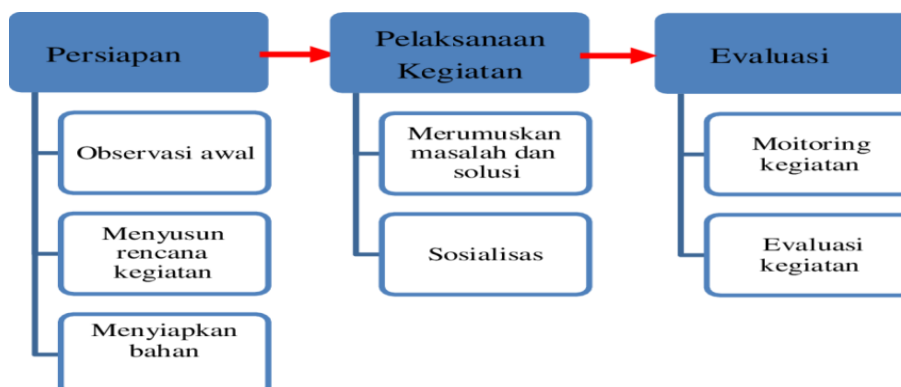 Persiapan
Observasi awal
Menyusun
rencana
kegiatan
Menyiapkan
bahan
Pelaksanaan
Kegiatan
Merumuskan
masalah dan
solusi
Sosialisas
Evaluasi
Moitoring
kegiatan
Evaluasi
kegiatan